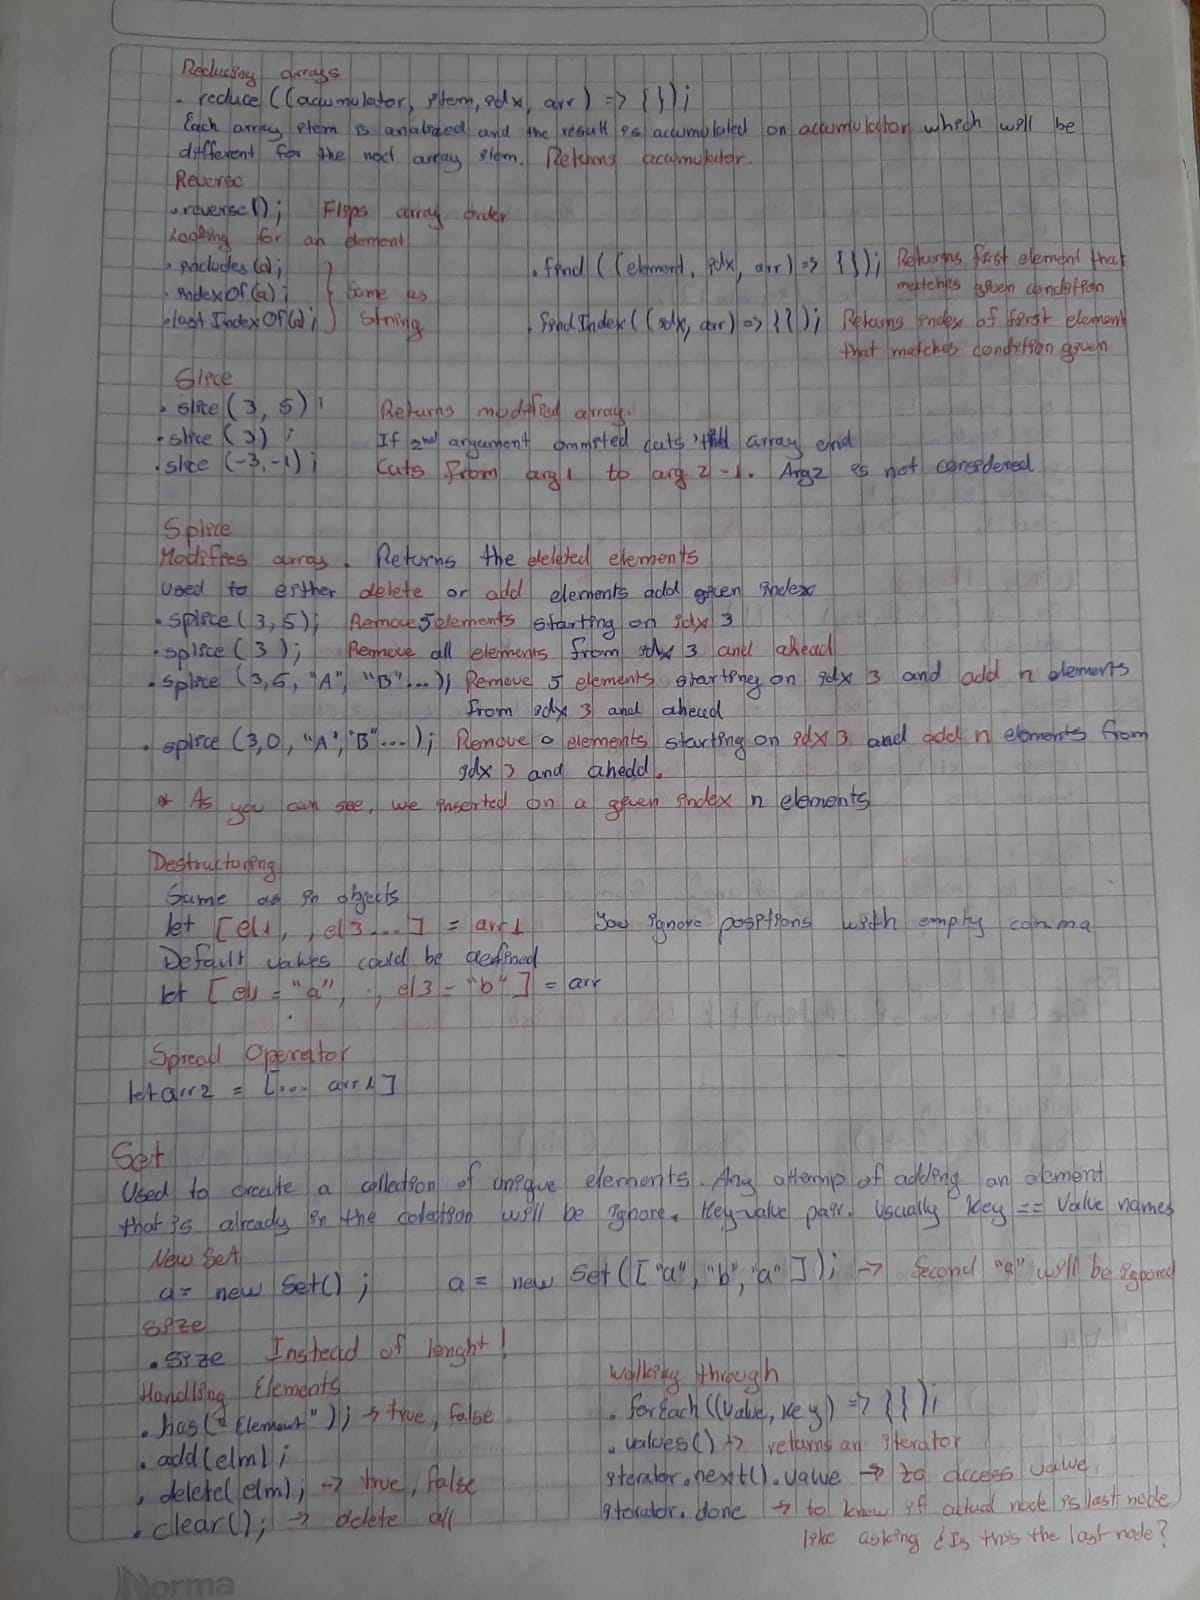 Reducing arrays
. reduce ((acumulator, item, idx, arr) => { });
Each array item is analized and the result is accumulated on accumulator which will be
different for the next array item. Returns accumulator.
Reverse
.reverse(); Flips array order
Looking for an element
. includes(a);
. indexOf(a);
.lastIndexOf(a);
Same as
string
. find ((element, idx, arr) => { }); Returns first element that
matches given condition
. findIndex((idx, arr) => { }); Returns index of first element
that matches condition given
Slice
. slice (3, 5) ; Returns modified array.
. slice (3) ; If 2nd argument ommited cuts till array end
. slice (-3,-1); Cuts from arg1 to arg2-1. Arg2 is not considered
Splice
Modifies array. Returns the deleted elements
Used to either delete or add elements add given index
. splice (3, 5); Remove 5 elements starting on idx 3
. splice (3); Remove all elements from idx 3 and ahead
. splice (3,5, "A", "B"...); Remove 5 elements starting on idx 3 and add n elements
from idx 3 and ahead
. splice (3,0, "A", "B"...); Remove 0 elements starting on idx 3 and add n elements from
idx 3 and ahedd.
* As you can see, we inserted on a given index n elements
Destructuring
Same as in objects
let [el1, , el3...] = arr1 You ignore positions with empty comma
Default values could be defined
let [el1 = "a", , el3 = "b"] = arr
Spread Operator
let arr2 = [... arr1]
Set
Used to create a collection of unique elements. Any attemp of adding an element
that is already in the colection will be ignore. Key-value pair. Usually Key == Value names
New Set
a= new Set(); a = new Set(["a", "b", "a"]); -> Second "a" will be ignored
Size
. size Instead of lenght!
Handling Elements
. has("Element"); -> true, false
. add(elm);
. delete(elm); -> true, false
. clear(); -> delete all
Walking through
. forEach((value, key) => { });
. values() -> returns an iterator
iterator.next().value -> to access value
iterator.done -> to know if actual node is last node
like asking ¿Is this the last node?
Norma